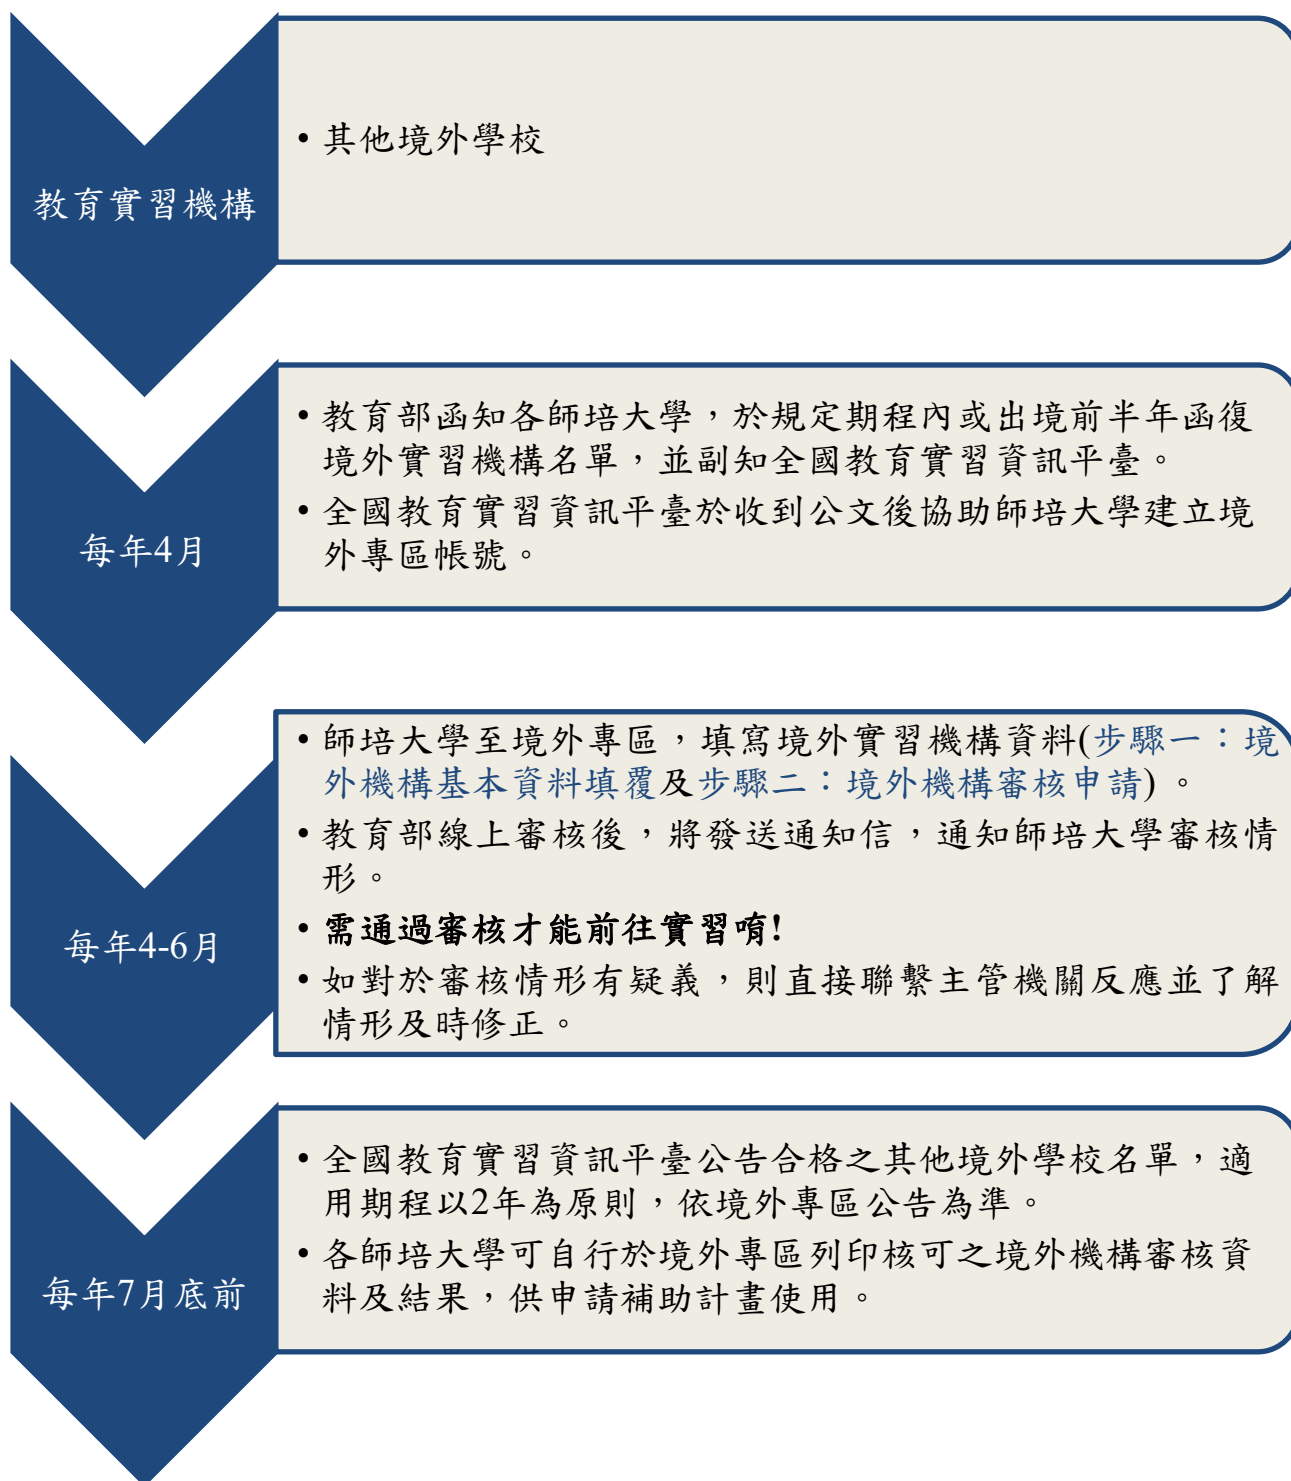 教育實習機構
• 其他境外學校
每年4月
• 教育部函知各師培大學，於規定期程內或出境前半年函復
境外實習機構名單，並副知全國教育實習資訊平臺。
• 全國教育實習資訊平臺於收到公文後協助師培大學建立境
外專區帳號。
每年4-6月
• 師培大學至境外專區，填寫境外實習機構資料(步驟一：境
外機構基本資料填覆及步驟二：境外機構審核申請) 。
• 教育部線上審核後，將發送通知信，通知師培大學審核情
形。
• 需通過審核才能前往實習唷!
• 如對於審核情形有疑義，則直接聯繫主管機關反應並了解
情形及時修正。
每年7月底前
• 全國教育實習資訊平臺公告合格之其他境外學校名單，適
用期程以2年為原則，依境外專區公告為準。
• 各師培大學可自行於境外專區列印核可之境外機構審核資
料及結果，供申請補助計畫使用。